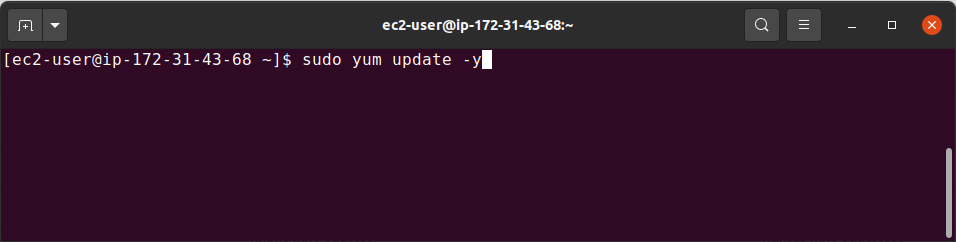 ec2-user@ip-172-31-43-68:~
[ec2-user@ip-172-31-43-68 ~]$ sudo yum update -y